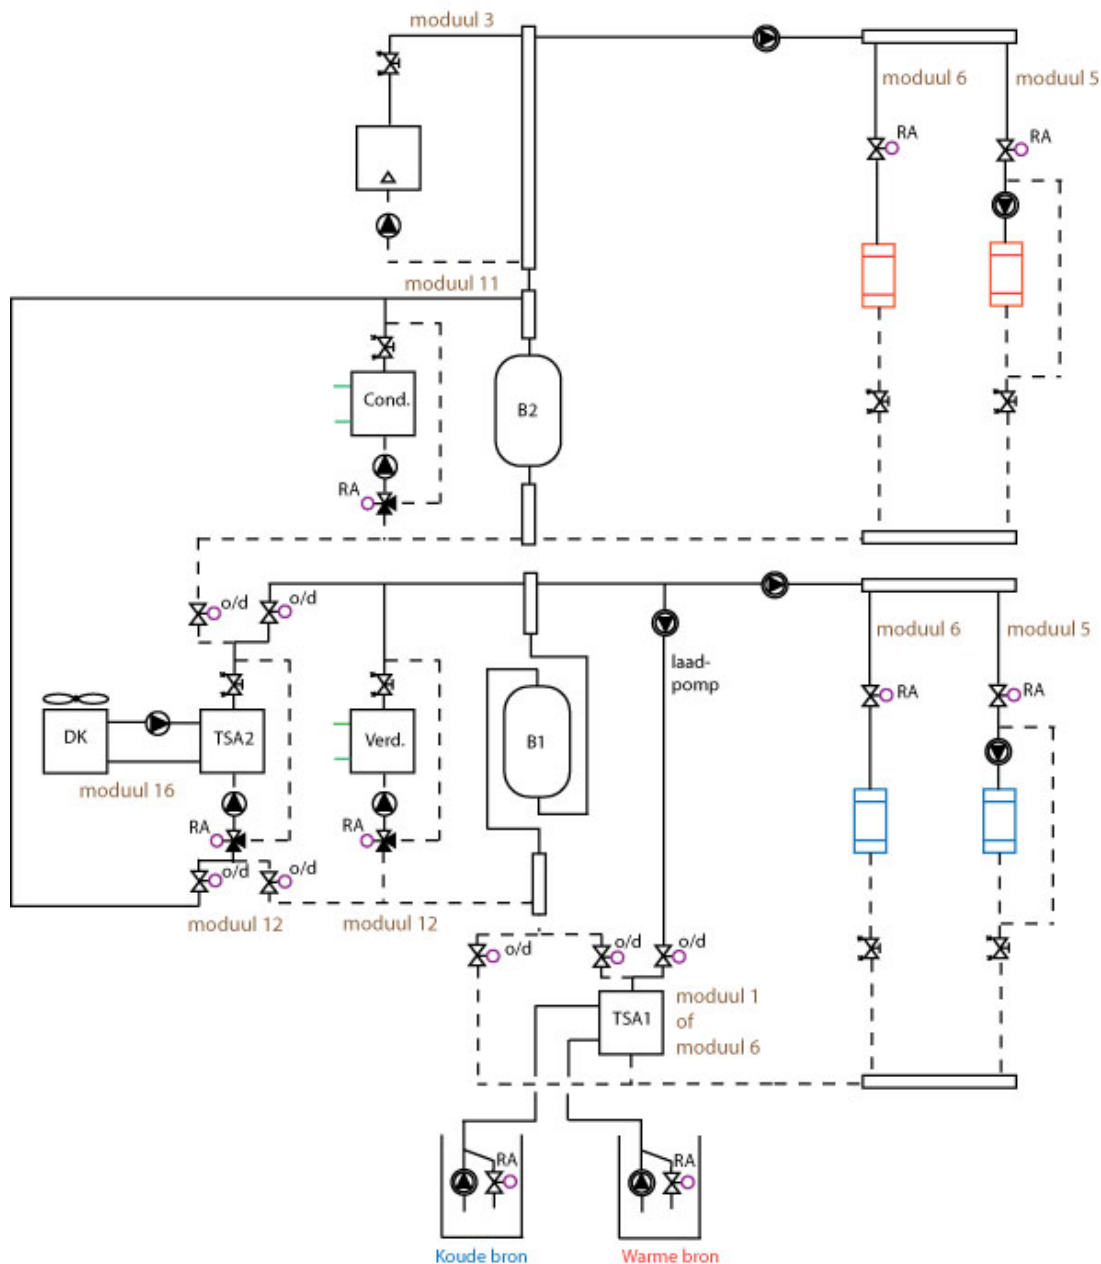 moduul 3
moduul 6
moduul 5
RA
RA
moduul 11
Cond.
B2
RA
o/d
o/d
moduul 6
moduul 5
laad-
pomp
RA
RA
DK
TSA2
Verd.
B1
moduul 16
RA
RA
o/d
o/d
moduul 12
moduul 12
o/d
o/d
o/d
TSA1
moduul 1
of
moduul 6
RA
RA
Koude bron
Warme bron